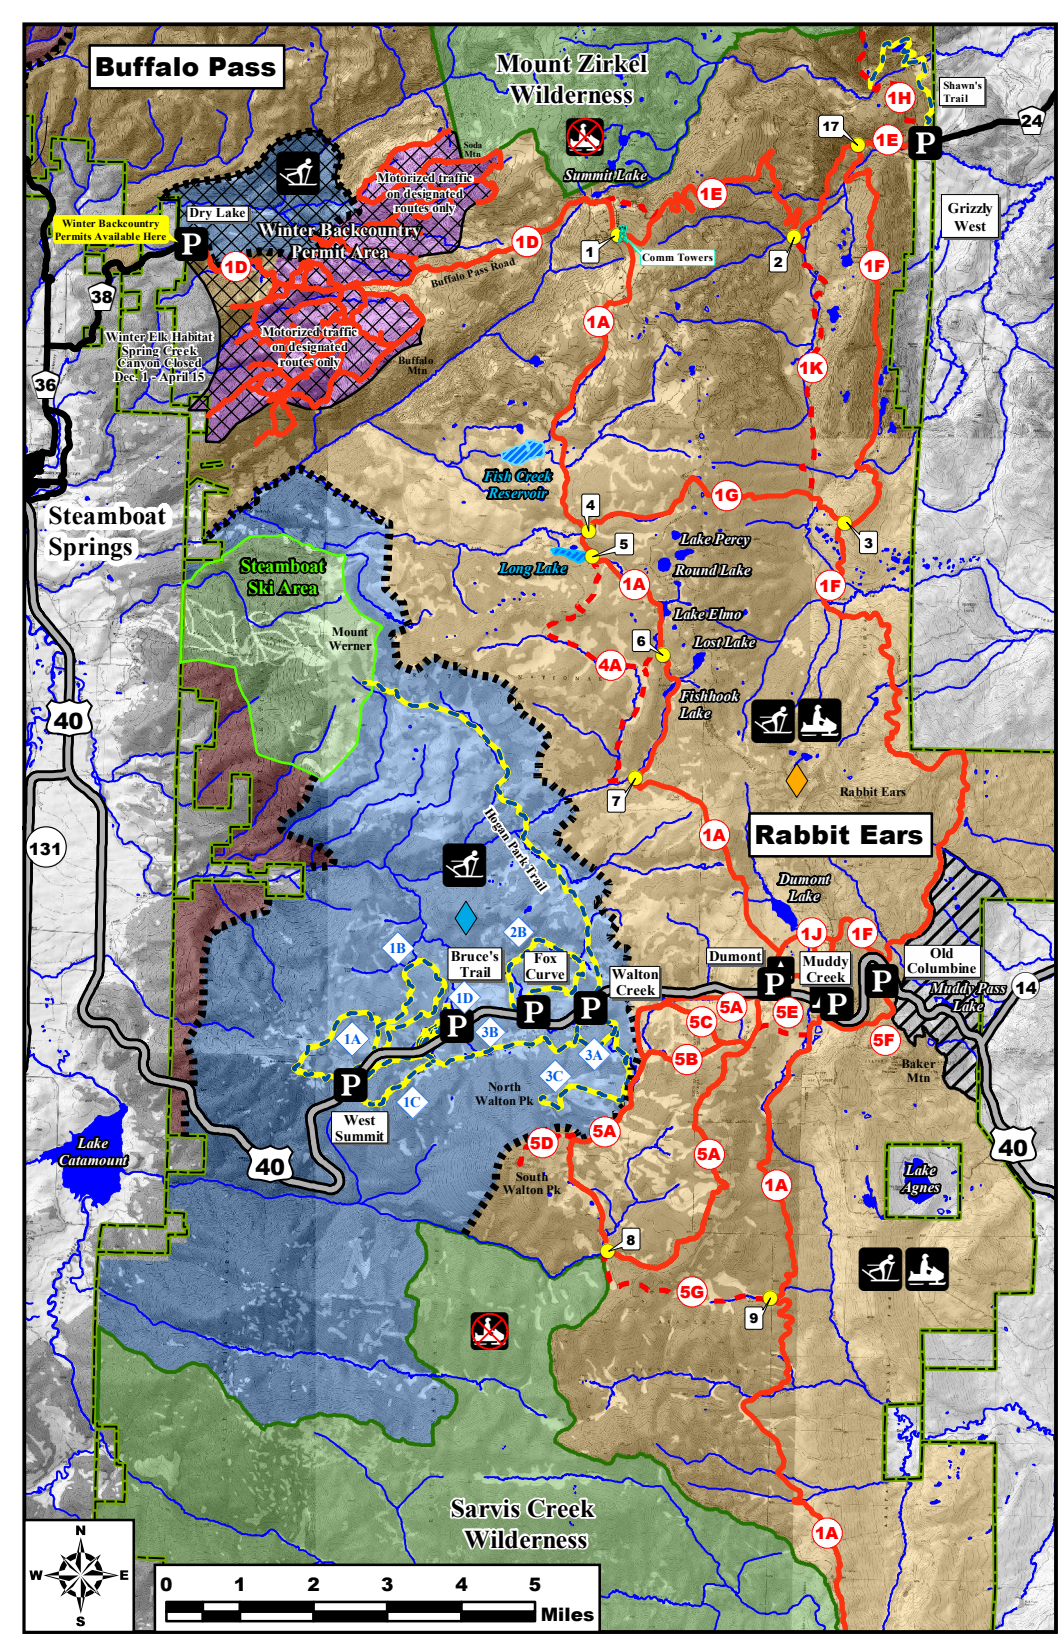 Buffalo Pass
Mount Zirkel
Wilderness
Shawn's
Trail
1H
24
17
1E
P
Soda
Mtn
Summit Lake
Motorized traffic
on designated
routes only
1E
Grizzly
West
Dry Lake
Winter Backcountry
Permits Available Here
Winter Backcountry
Permit Area
P
1D
1
Comm Towers
2
1D
Buffalo Pass Road
1F
38
1A
Winter Elk Habitat
Spring Creek
Canyon Closed
Dec. 1 - April 15
Motorized traffic
on designated
routes only
Buffalo
Mtn
1K
36
Fish Creek
Reservoir
1G
4
Steamboat
Springs
3
5
Lake Percy
Long Lake
Round Lake
Steamboat
Ski Area
1A
1F
Lake Elmo
Mount
Werner
6
Lost Lake
4A
Fishhook
Lake
40
7
Rabbit Ears
Hogan Park Trail
1A
Rabbit Ears
131
Dumont
Lake
2B
1B
1J
1F
Bruce's
Trail
Fox
Curve
Walton
Creek
Dumont
Muddy
Creek
Old
Columbine
Muddy Pass
Lake
14
1D
P
P
P
P
P
P
5A
5E
5C
3B
1A
3A
5F
5B
Baker
Mtn
P
3C
North
Walton Pk
1C
West
Summit
5A
5D
Lake
Catamount
40
5A
40
South
Walton Pk
1A
Lake
Agnes
8
5G
9
Sarvis Creek
Wilderness
1A
N
W
E
S
0 1 2 3 4 5
Miles